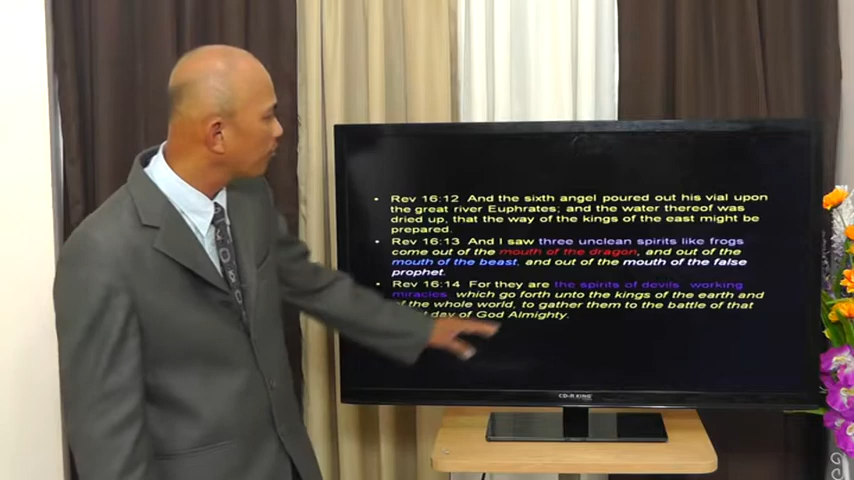 • Rev 16:12 And the sixth angel poured out his vial upon
the great river Euphrates; and the water thereof was
dried up, that the way of the kings of the east might be
prepared.
• Rev 16:13 And I saw three unclean spirits like frogs
come out of the mouth of the dragon, and out of the
mouth of the beast, and out of the mouth of the false
prophet.
• Rev 16:14 For they are the spirits of devils working
miracles which go forth unto the kings of the earth and
of the whole world, to gather them to the battle of that
day of God Almighty.
CD-R KING